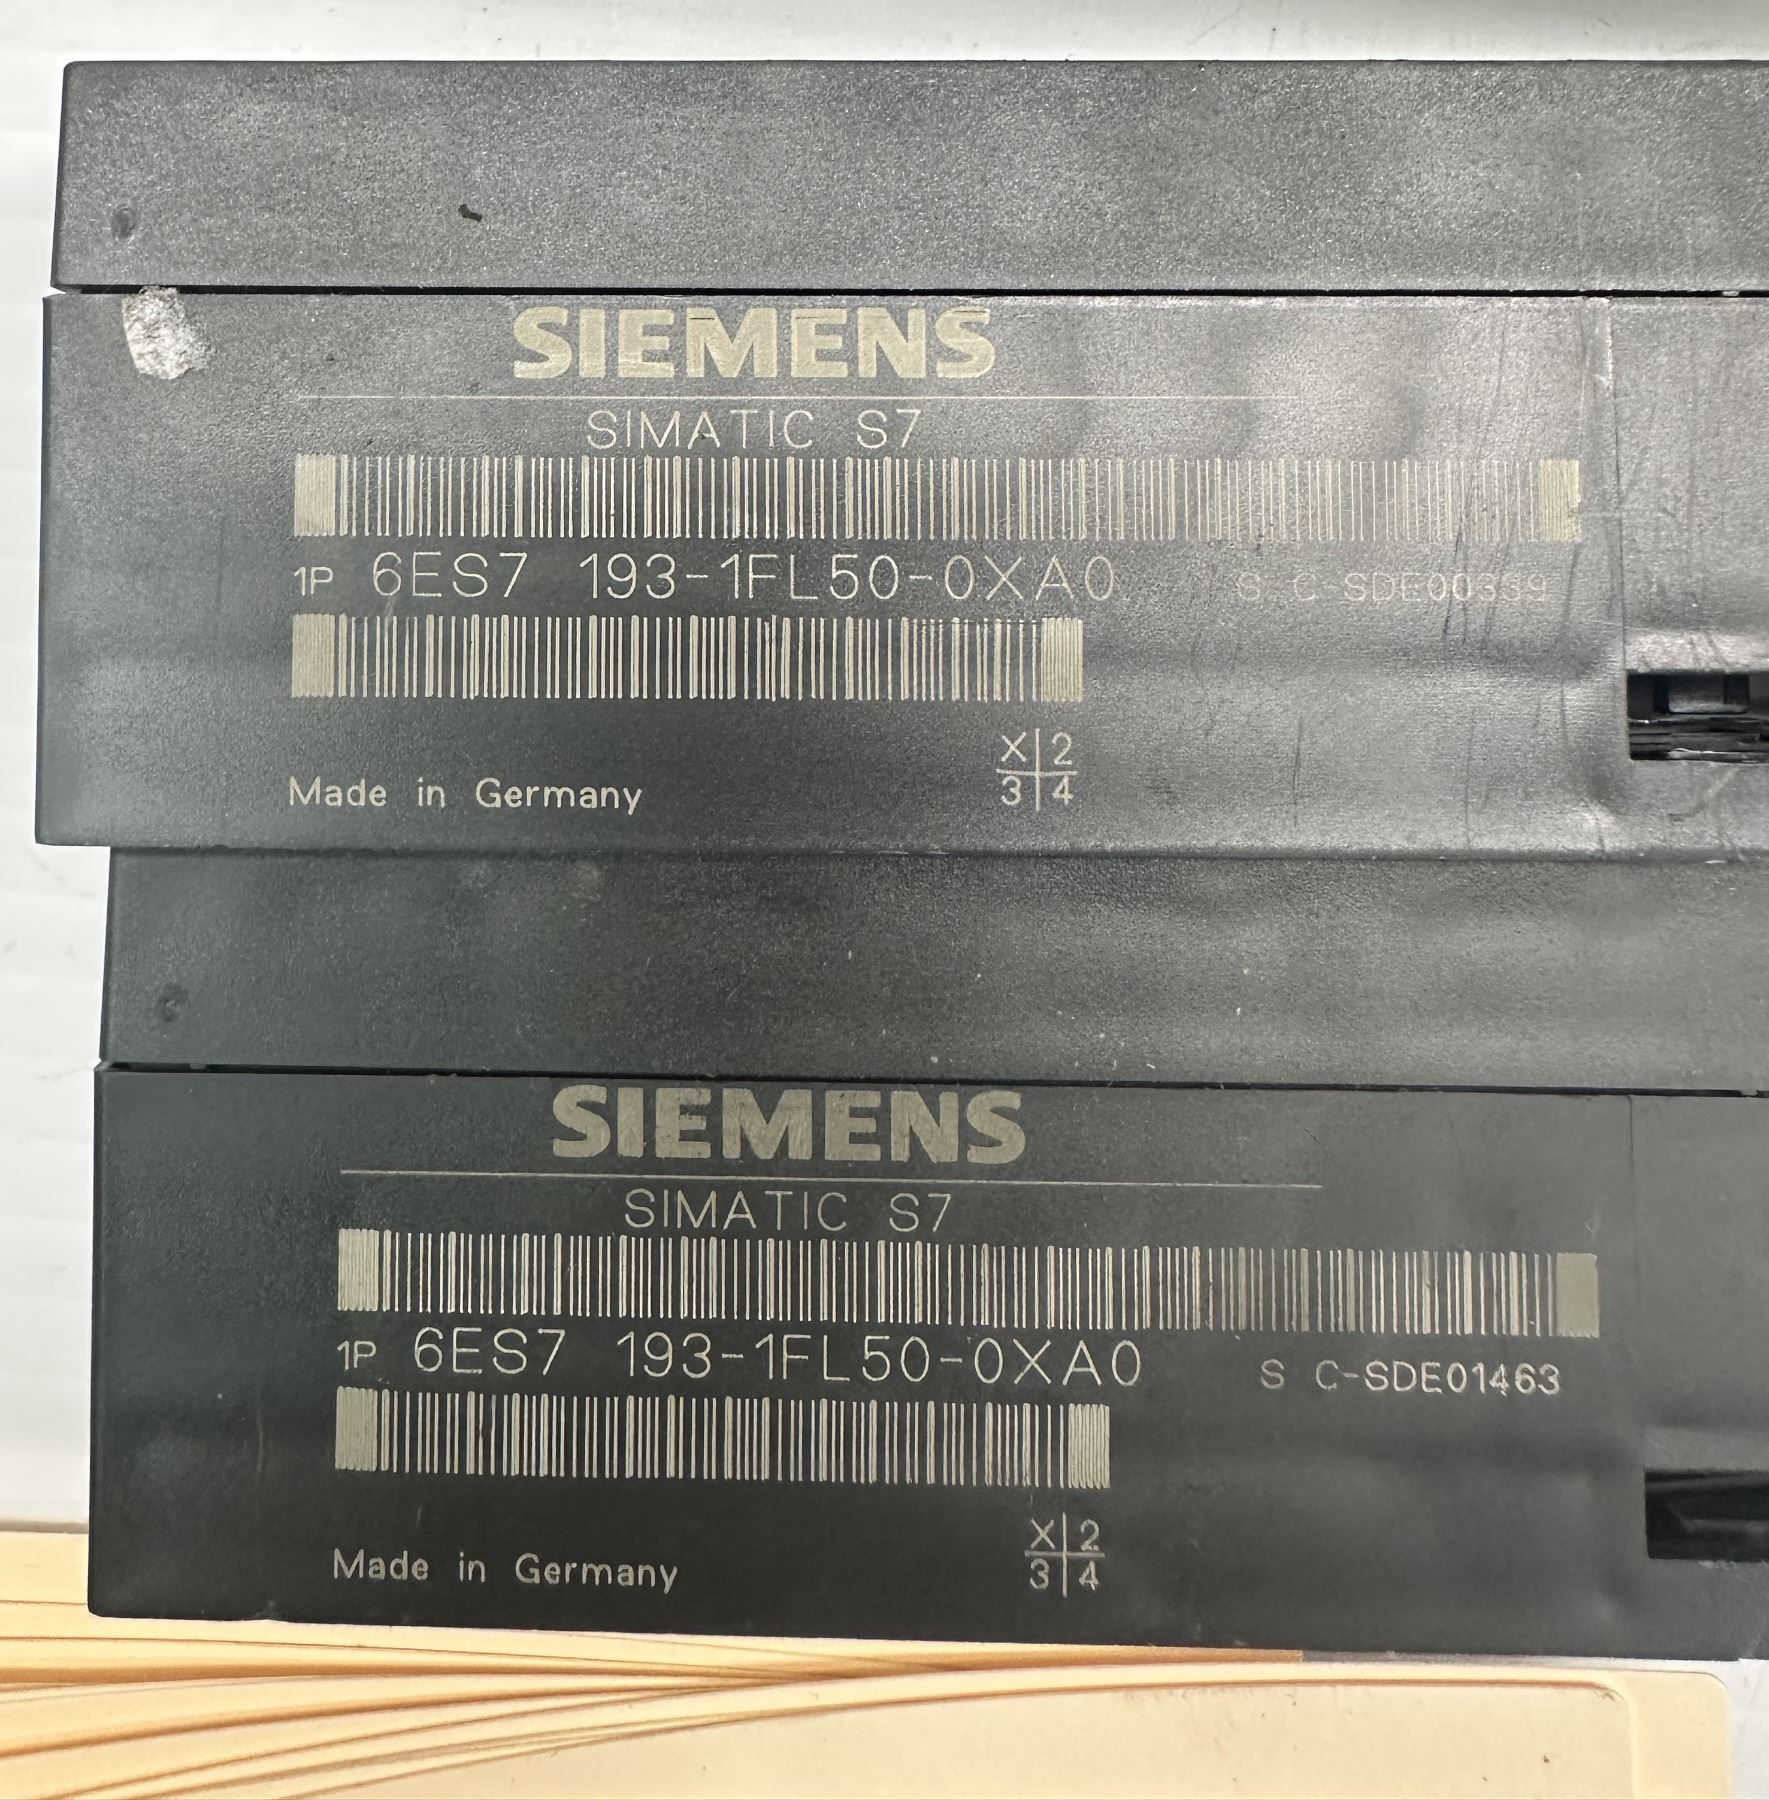 SIEMENS
SIMATIC S7
1P 6ES7 193-1FL50-0XA0 S C-SDE00339
X 2
3 4
Made in Germany
SIEMENS
SIMATIC S7
1P 6ES7 193-1FL50-0XA0 S C-SDE01463
X 2
3 4
Made in Germany